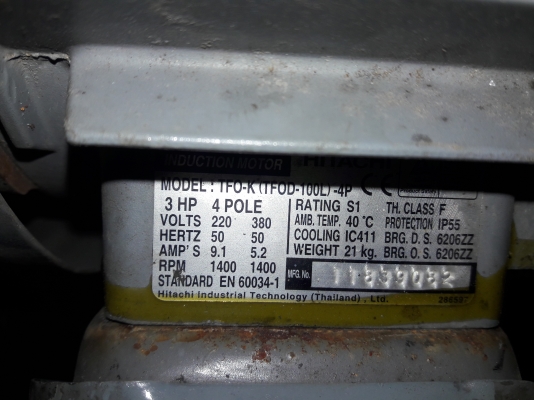 INDUCTION MOTOR HITACHI
MODEL : TFO-K (TFOD-100L) -4P CE
3 HP 4 POLE RATING S1 TH. CLASS F
VOLTS 220 380 AMB. TEMP. 40 °C PROTECTION IP55
HERTZ 50 50 COOLING IC411 BRG. D. S. 6206ZZ
AMP'S 9.1 5.2 WEIGHT 21 kg. BRG. O. S. 6206ZZ
RPM 1400 1400 MFG. No.
STANDARD EN 60034-1
Hitachi Industrial Technology (Thailand) , Ltd.